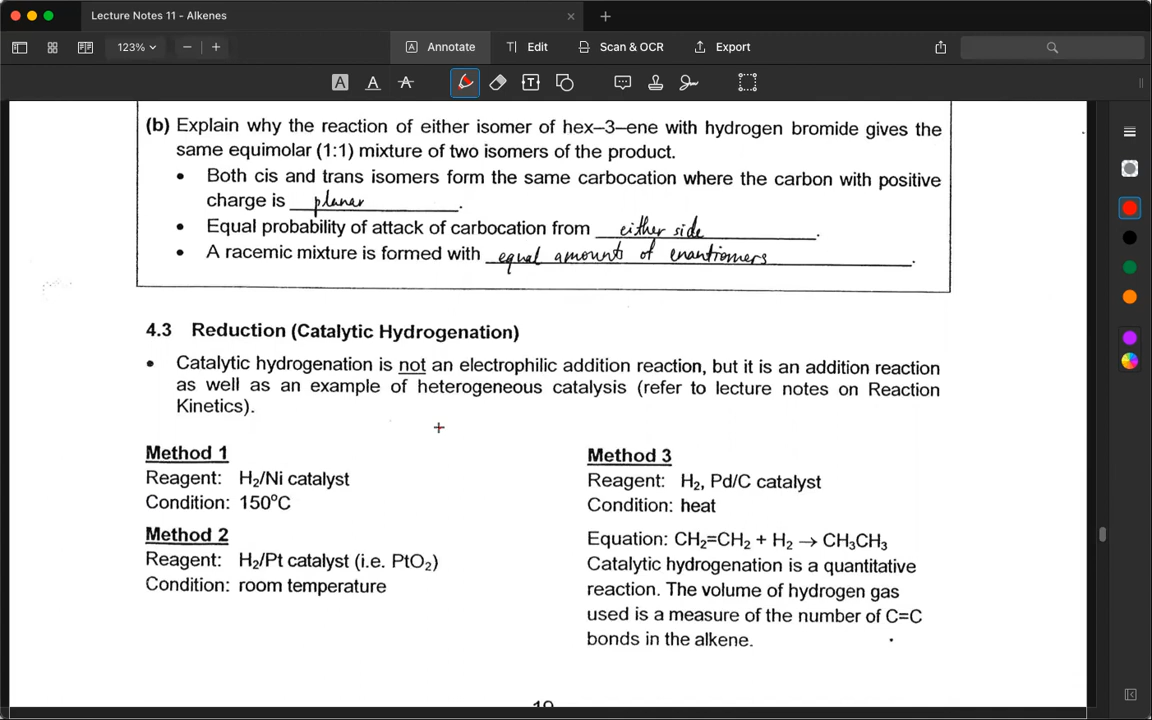 Lecture Notes 11 - Alkenes
123%
Annotate
Edit
Scan & OCR
Export
(b) Explain why the reaction of either isomer of hex–3–ene with hydrogen bromide gives the
same equimolar (1:1) mixture of two isomers of the product.
• Both cis and trans isomers form the same carbocation where the carbon with positive
charge is planar.
• Equal probability of attack of carbocation from either side.
• A racemic mixture is formed with equal amounts of enantiomers.
4.3 Reduction (Catalytic Hydrogenation)
• Catalytic hydrogenation is not an electrophilic addition reaction, but it is an addition reaction
as well as an example of heterogeneous catalysis (refer to lecture notes on Reaction
Kinetics).
Method 1
Reagent: H₂/Ni catalyst
Condition: 150°C
Method 2
Reagent: H₂/Pt catalyst (i.e. PtO₂)
Condition: room temperature
Method 3
Reagent: H₂, Pd/C catalyst
Condition: heat
Equation: CH₂=CH₂ + H₂ → CH₃CH₃
Catalytic hydrogenation is a quantitative
reaction. The volume of hydrogen gas
used is a measure of the number of C=C
bonds in the alkene.